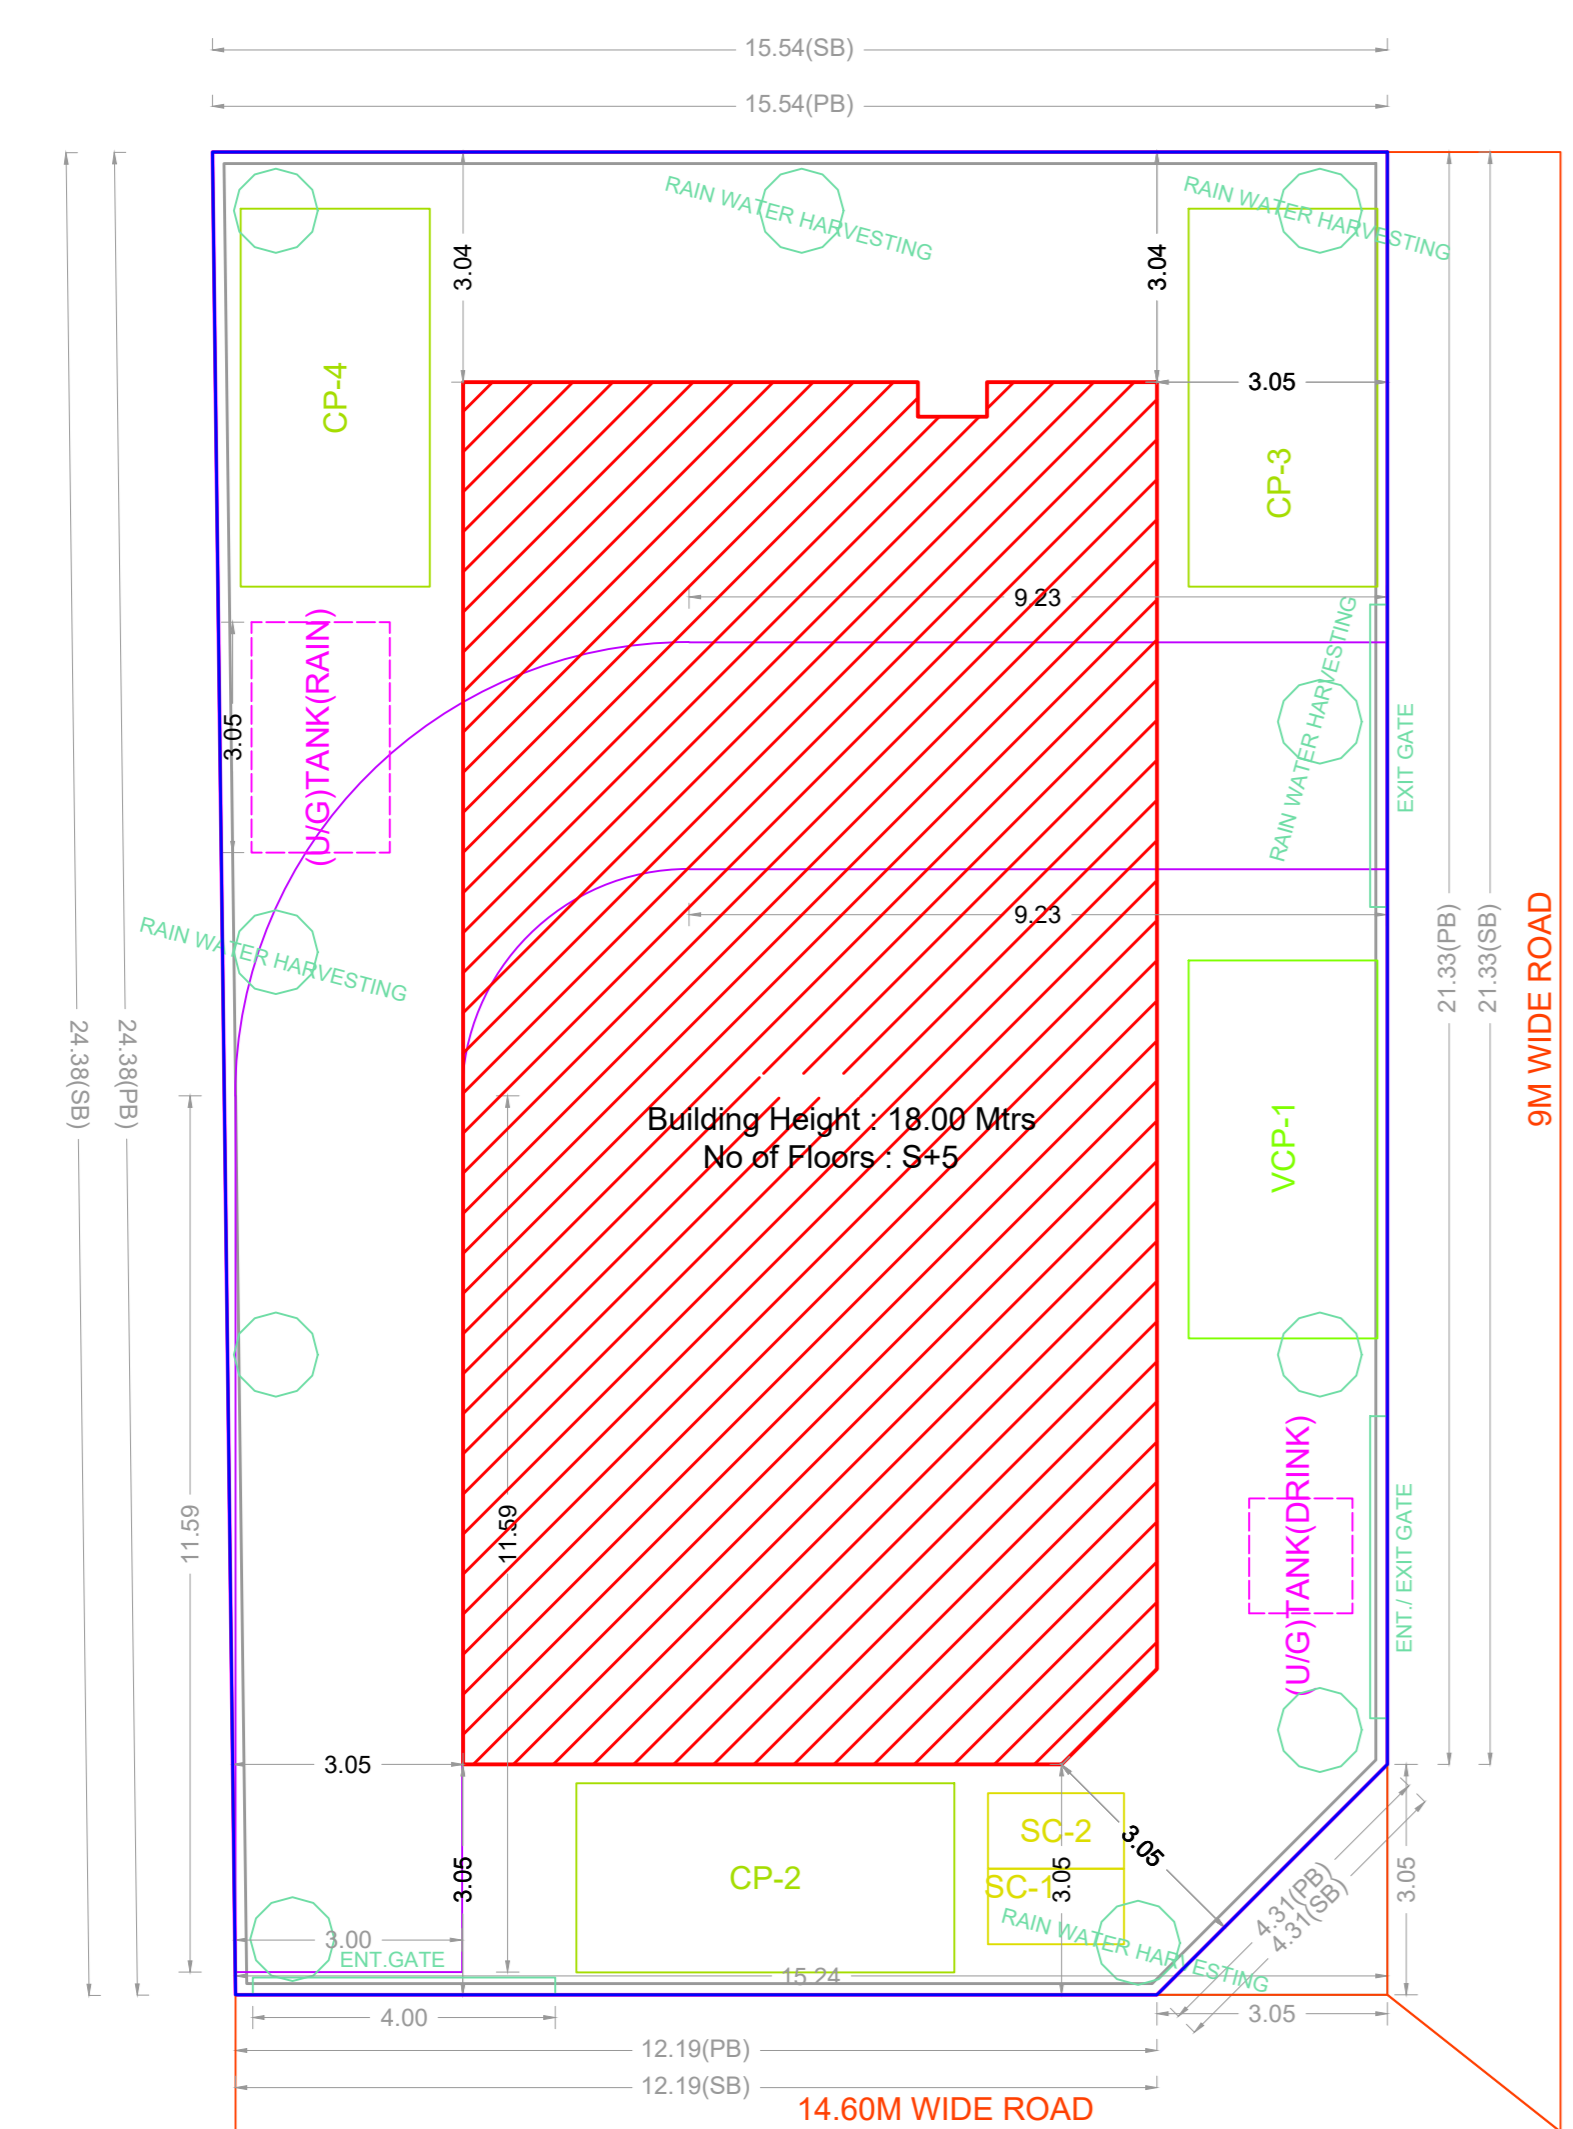 15.54(SB)
15.54(PB)
RAIN WATER HARVESTING
RAIN WATER HARVESTING
3.04
3.04
CP-4
3.05
CP-3
9.23
(U/G)TANK(RAIN)
3.05
RAIN WATER HARVESTING
EXIT GATE
9.23
RAIN WATER HARVESTING
21.33(PB)
21.33(SB)
9M WIDE ROAD
24.38(SB)
24.38(PB)
Building Height : 18.00 Mtrs
No of Floors : S+5
VCP-1
11.59
11.59
(U/G)TANK(DRINK)
ENT./ EXIT GATE
3.05
3.05
CP-2
SC-2
SC-1
3.05
3.05
4.31(PB)
4.31(SB)
3.05
RAIN WATER HARVESTING
3.00
ENT.GATE
15.24
4.00
3.05
12.19(PB)
12.19(SB)
14.60M WIDE ROAD